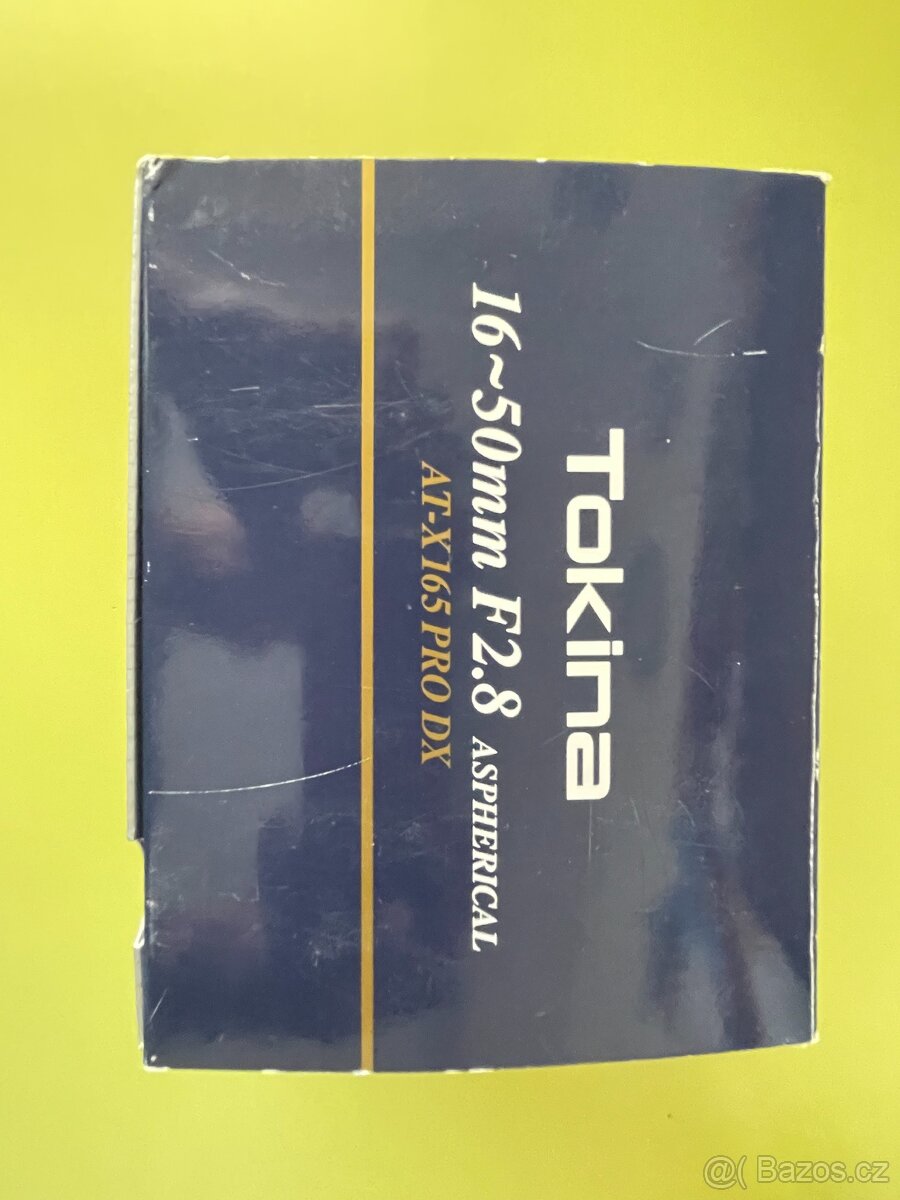 Tokina
16~50mm F2.8 ASPHERICAL
AT-X165 PRO DX
@( Bazos.cz